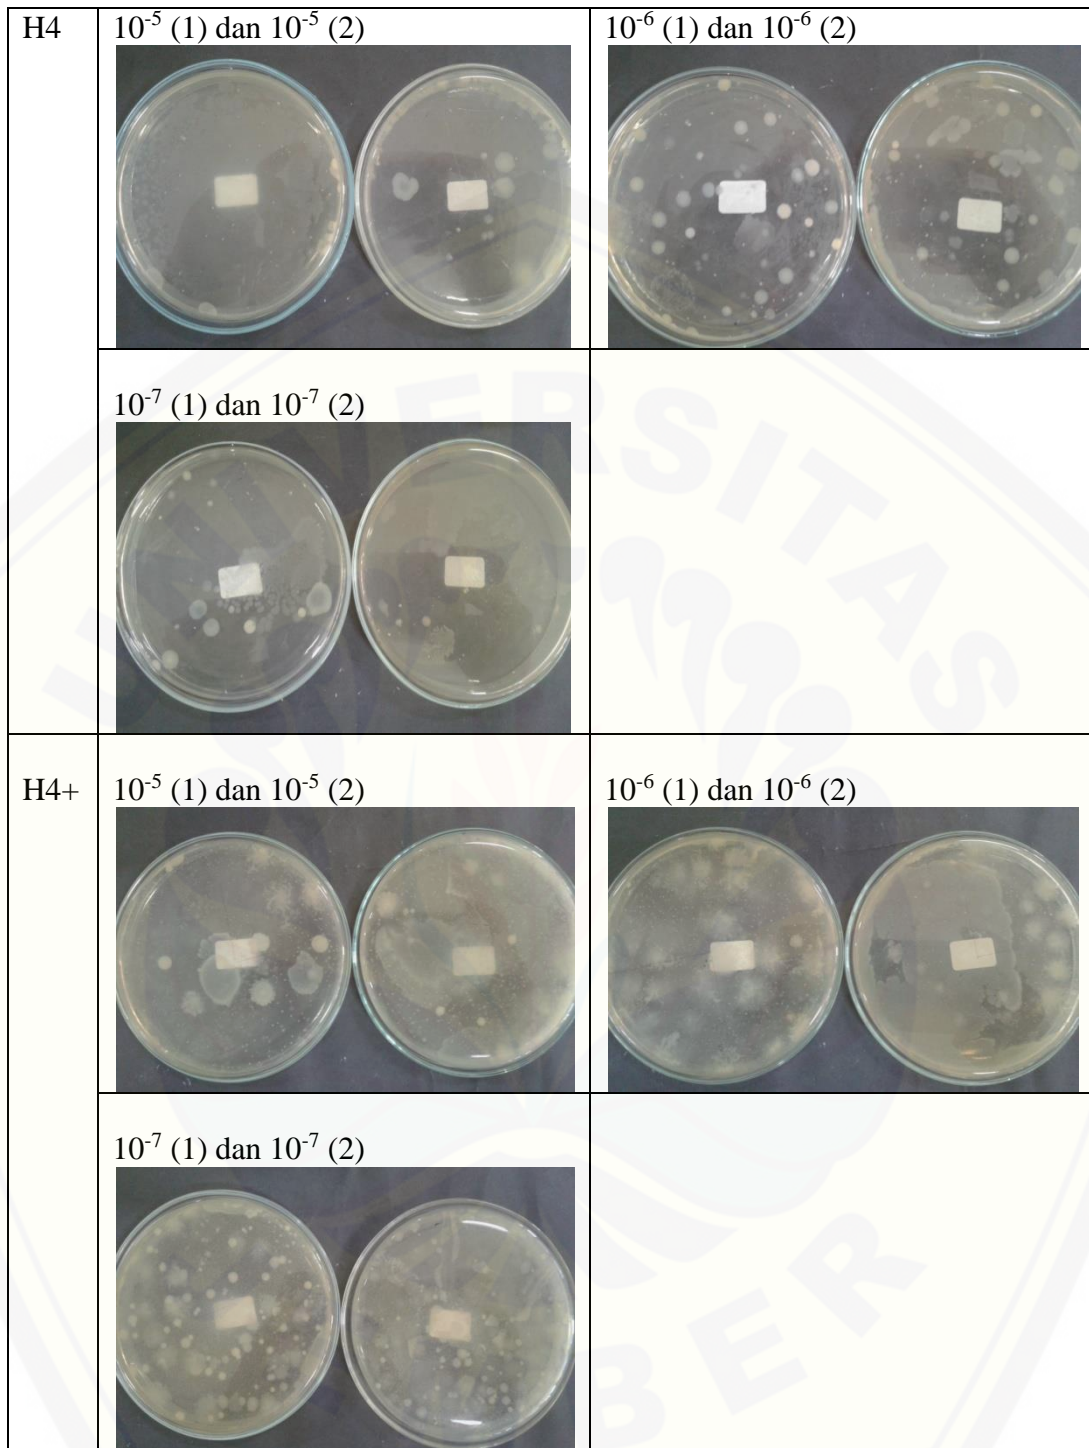 H4
10⁻⁵ (1) dan 10⁻⁵ (2)
10⁻⁶ (1) dan 10⁻⁶ (2)
10⁻⁷ (1) dan 10⁻⁷ (2)
H4+
10⁻⁵ (1) dan 10⁻⁵ (2)
10⁻⁶ (1) dan 10⁻⁶ (2)
10⁻⁷ (1) dan 10⁻⁷ (2)
UNIVERSITAS
BER